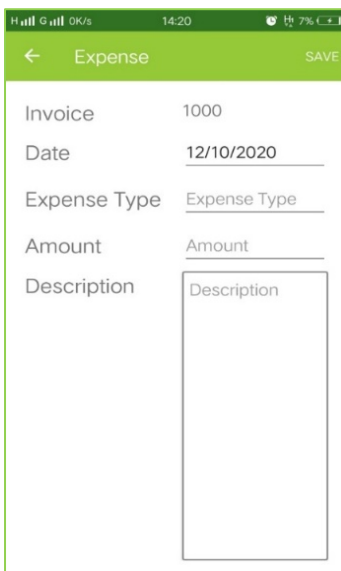 H G 0K/s 14:20 7%
Expense SAVE
Invoice 1000
Date 12/10/2020
Expense Type Expense Type
Amount Amount
Description Description